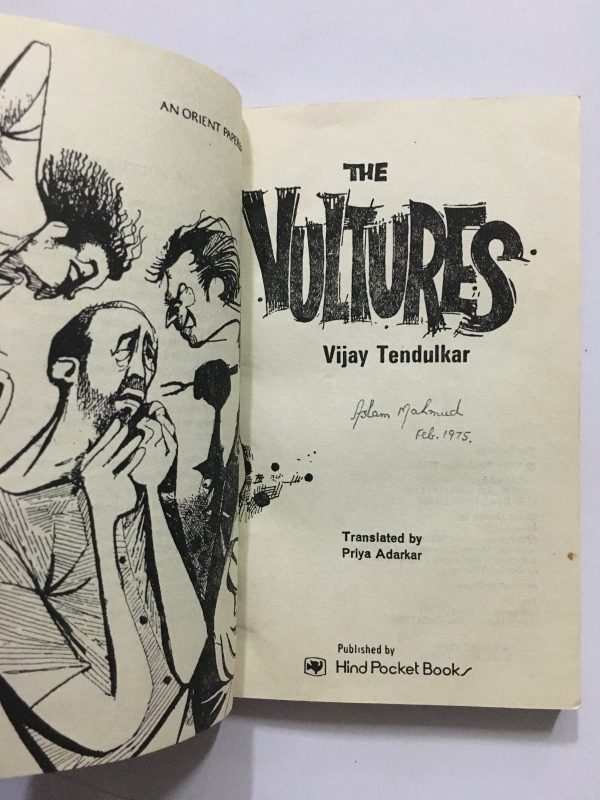 AN ORIENT
THE
VULTURES
Vijay Tendulkar
Aslam Mahmud
Feb. 1975.
Translated by
Priya Adarkar
Published by
Hind Pocket Books